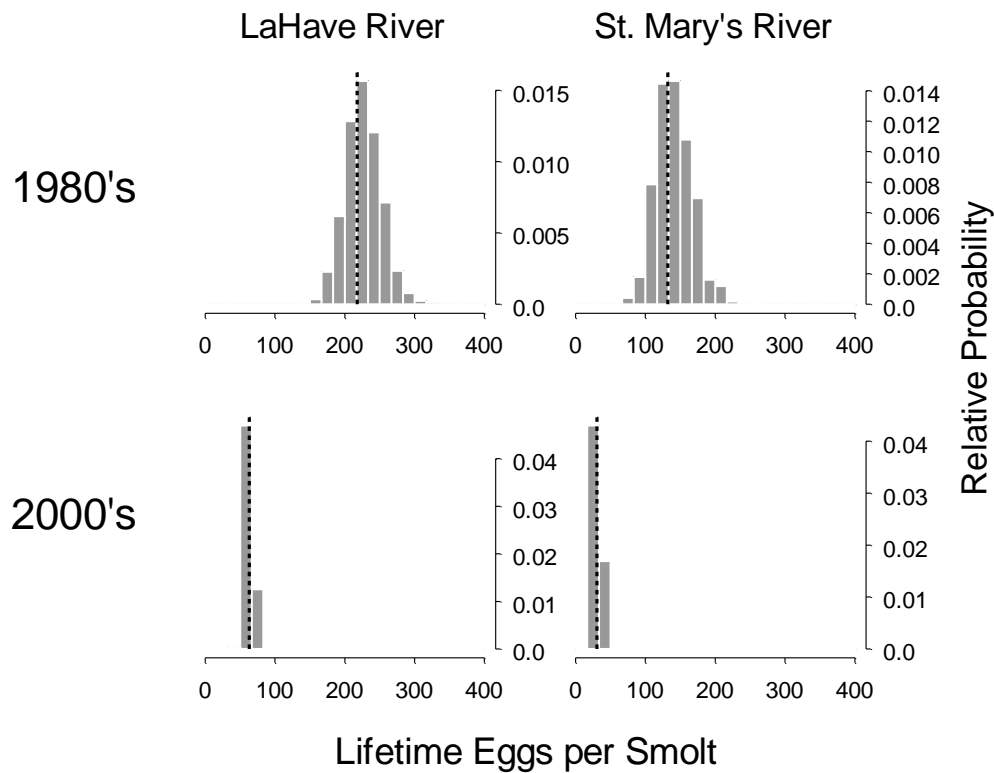 LaHave River
St. Mary's River
1980's
0.015
0.010
0.005
0.0
0 100 200 300 400
0.014
0.012
0.010
0.008
0.006
0.004
0.002
0.0
0 100 200 300 400
2000's
0.04
0.03
0.02
0.01
0.0
0 100 200 300 400
0.04
0.03
0.02
0.01
0.0
0 100 200 300 400
Relative Probability
Lifetime Eggs per Smolt